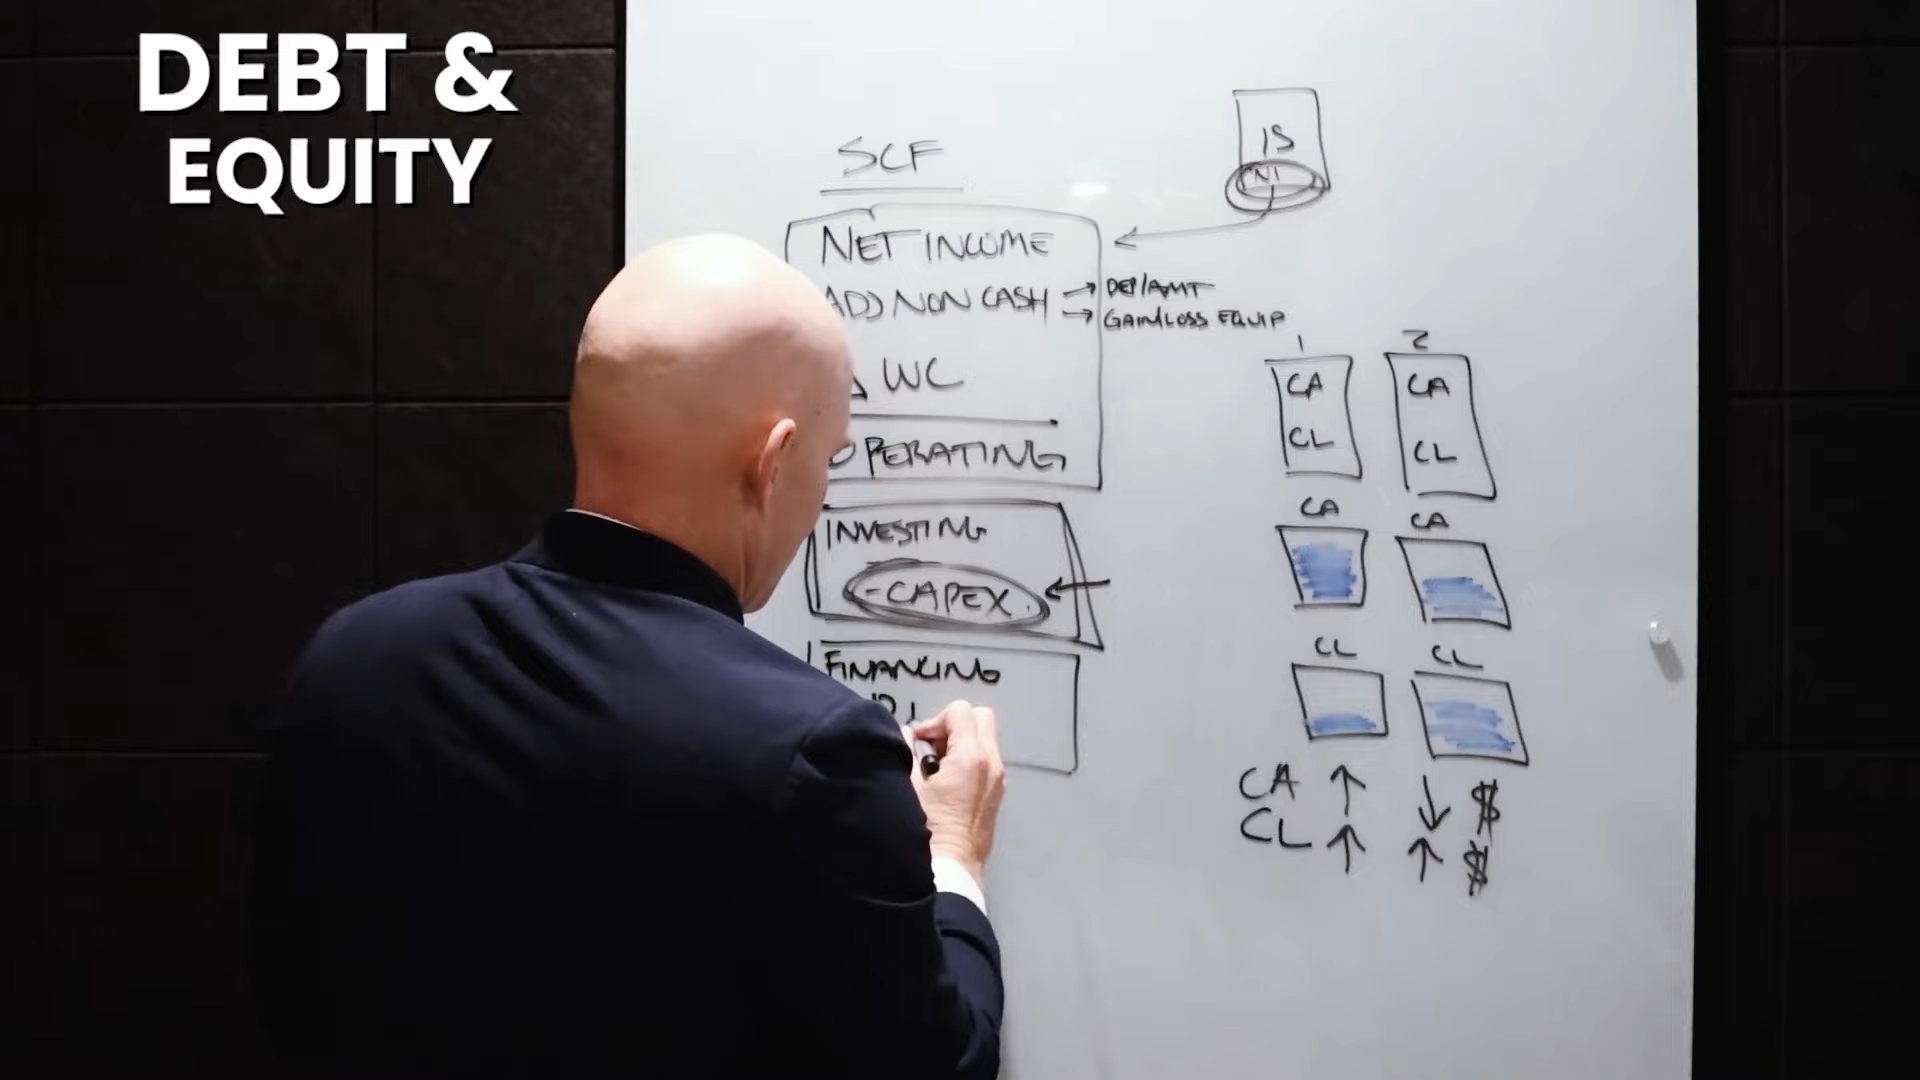 DEBT &
EQUITY
SCF
NET INCOME
ADD NON CASH → DEP/AMT
→ GAIN/LOSS EQUIP
Δ WC
OPERATING
INVESTING
-CAPEX
FINANCING
IS
NI
1 2
CA CA
CL CL
CA CA
CL CL
CA ↑ ↓ $
CL ↑ ↑ $